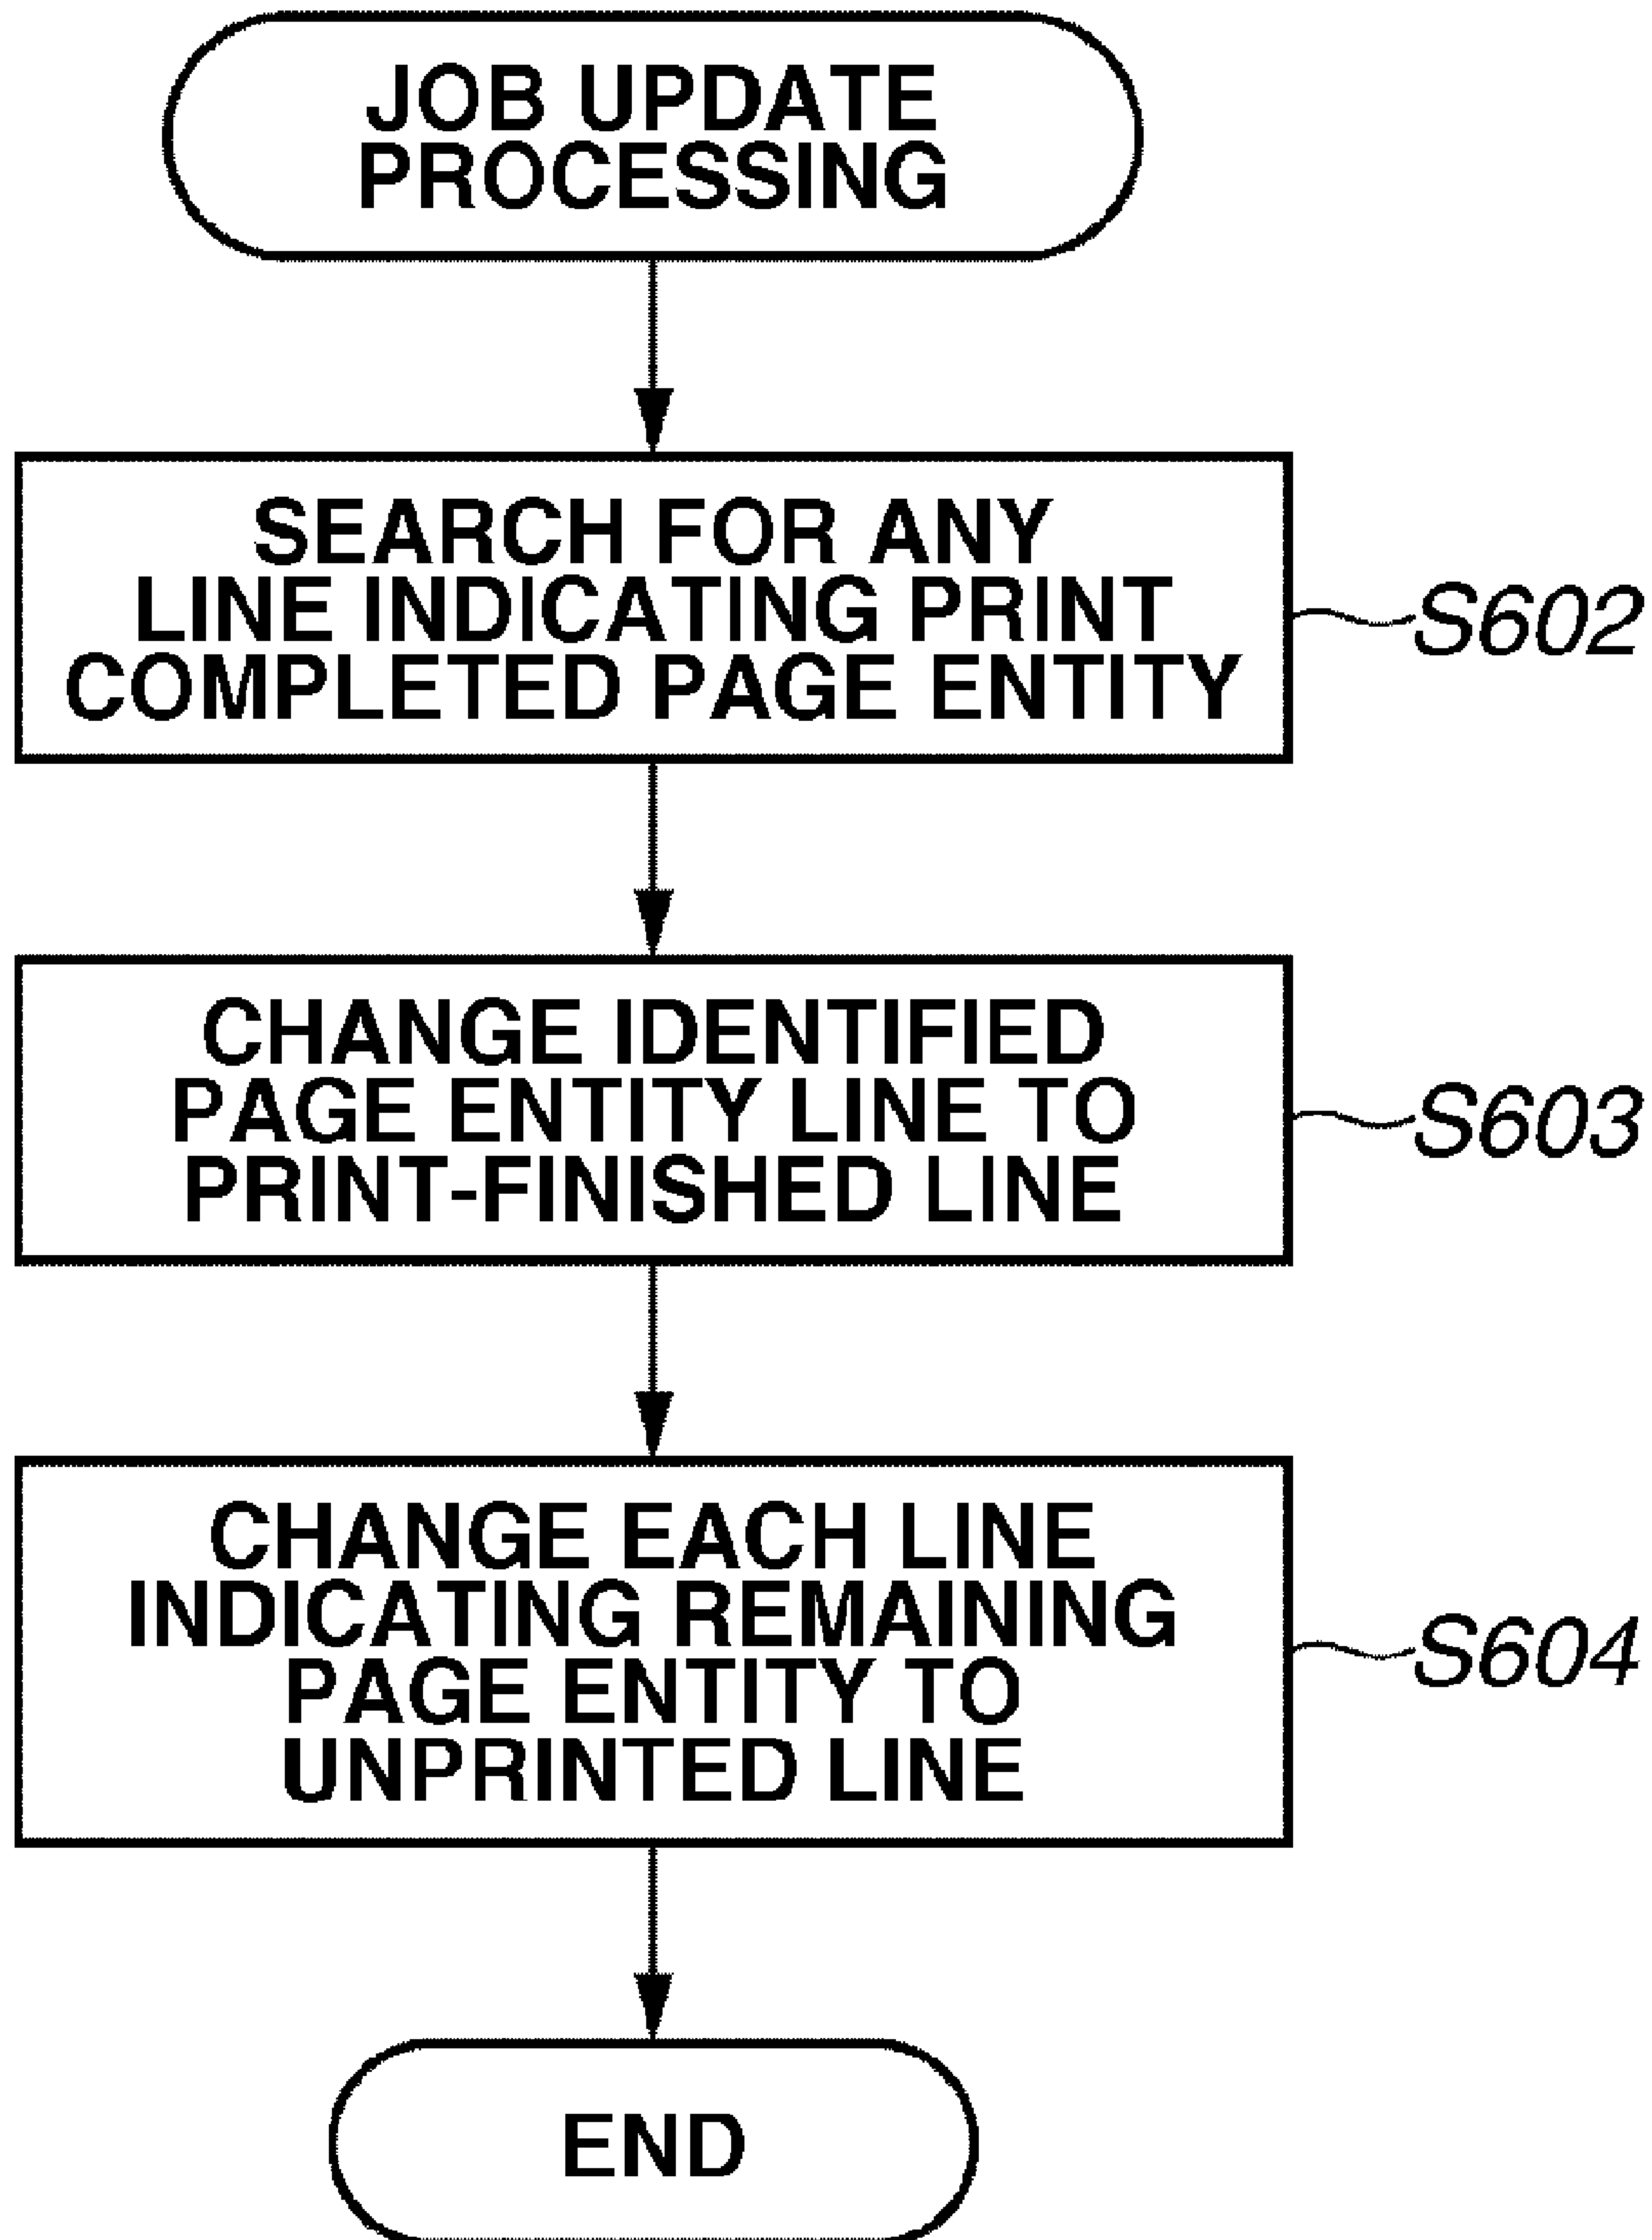 JOB UPDATE
PROCESSING
SEARCH FOR ANY
LINE INDICATING PRINT
COMPLETED PAGE ENTITY
S602
CHANGE IDENTIFIED
PAGE ENTITY LINE TO
PRINT-FINISHED LINE
S603
CHANGE EACH LINE
INDICATING REMAINING
PAGE ENTITY TO
UNPRINTED LINE
S604
END